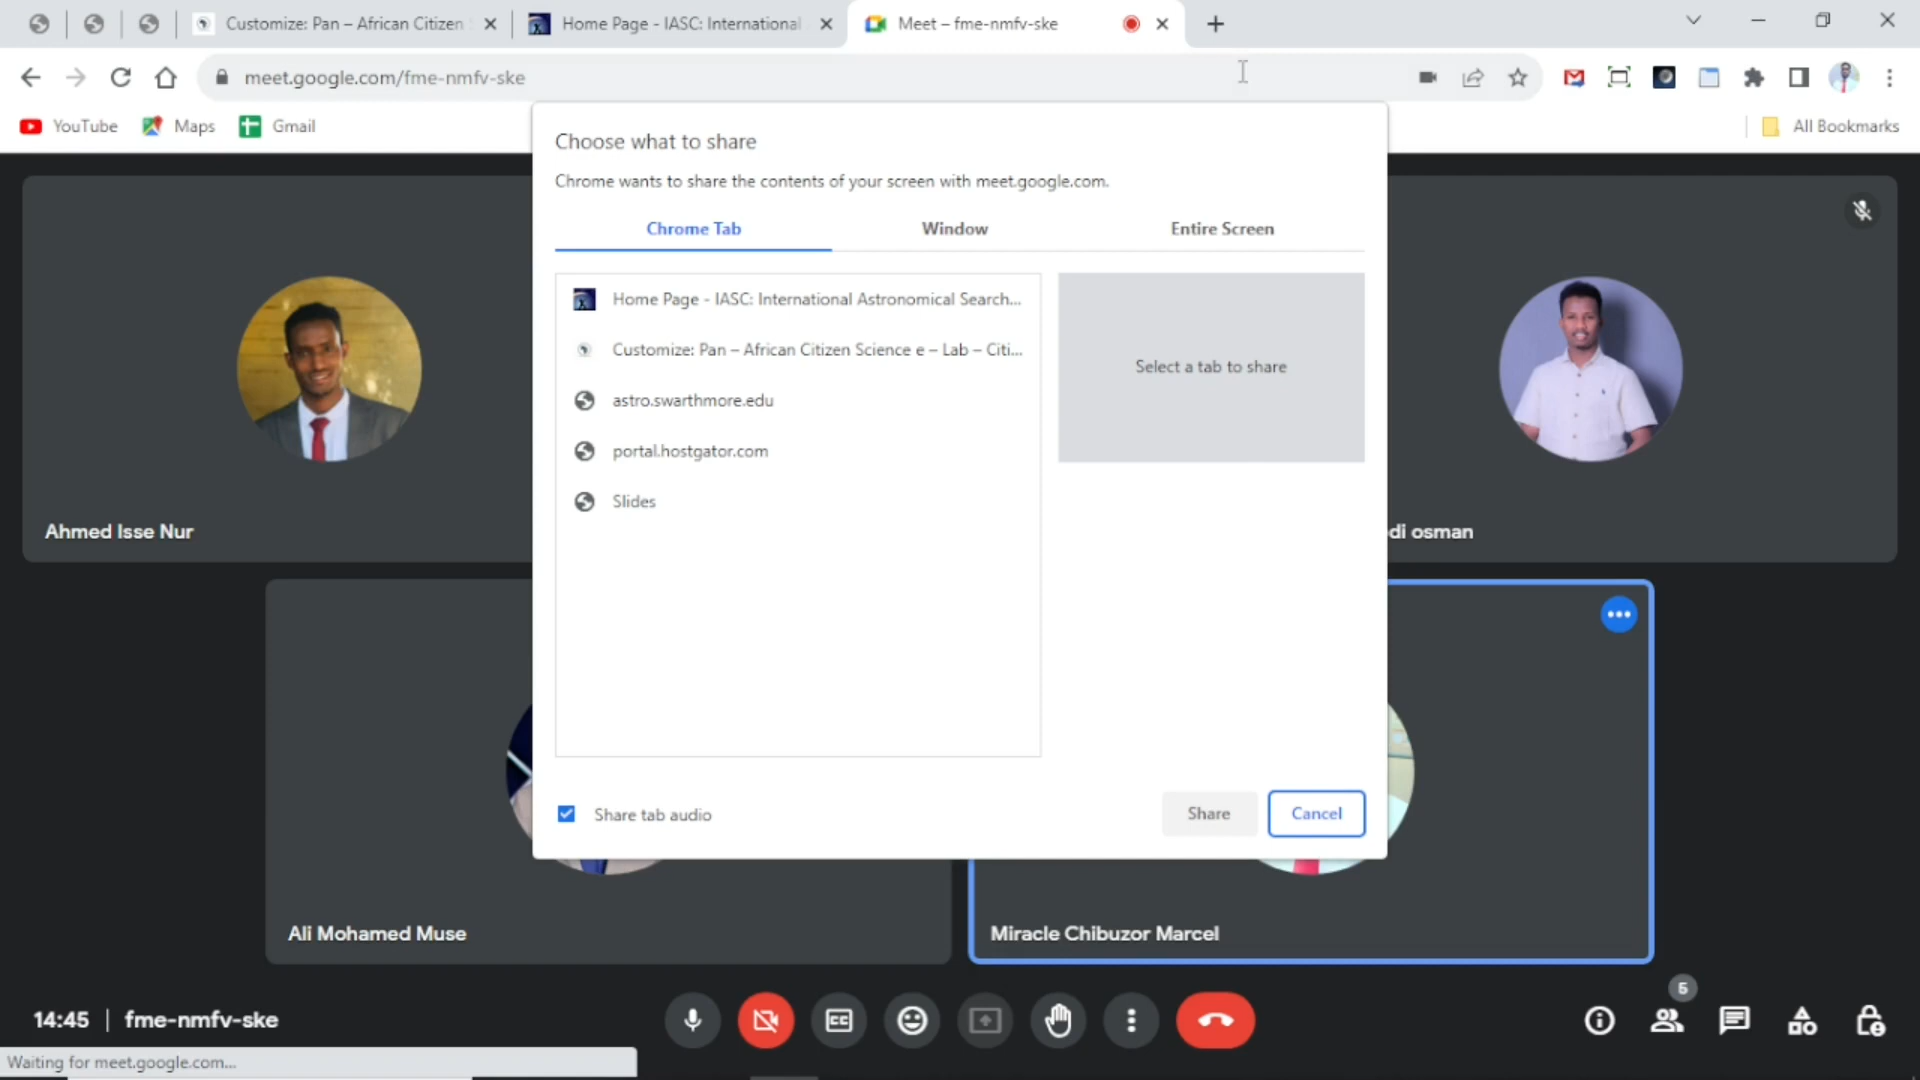 Customize: Pan – African Citizen
Home Page - IASC: International
Meet – fme-nmfv-ske
meet.google.com/fme-nmfv-ske
YouTube
Maps
Gmail
All Bookmarks
Choose what to share
Chrome wants to share the contents of your screen with meet.google.com.
Chrome Tab
Window
Entire Screen
Home Page - IASC: International Astronomical Search...
Customize: Pan – African Citizen Science e – Lab – Citi...
astro.swarthmore.edu
portal.hostgator.com
Slides
Select a tab to share
Ahmed Isse Nur
di osman
Share tab audio
Share
Cancel
Ali Mohamed Muse
Miracle Chibuzor Marcel
5
14:45 | fme-nmfv-ske
CC
Waiting for meet.google.com...